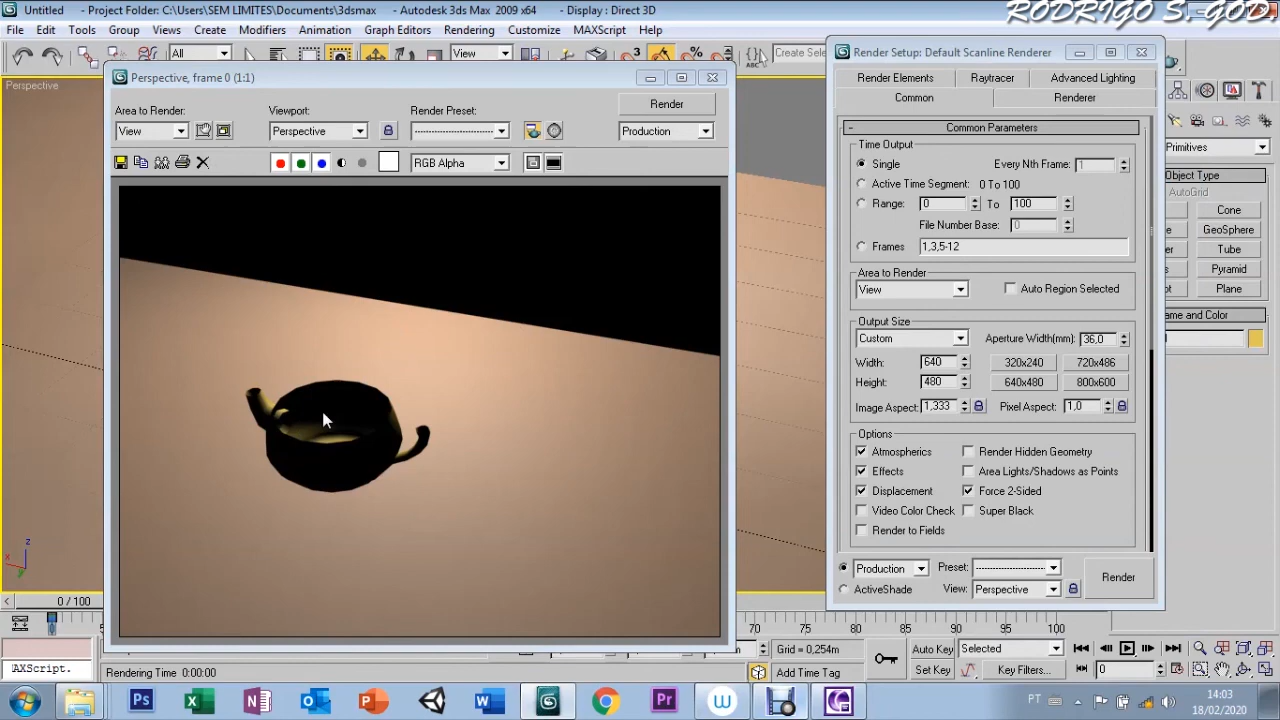 Untitled - Project Folder: C:\Users\SEM LIMITES\Documents\3dsmax - Autodesk 3ds Max 2009 x64 - Display : Direct 3D
RODRIGO S. GOD
File Edit Tools Group Views Create Modifiers Animation Graph Editors Rendering Customize MAXScript Help
All View 3 % ABC Create Selec
Perspective
Perspective, frame 0 (1:1)
Area to Render: Viewport: Render Preset: Render
View Perspective Production
RGB Alpha
Render Setup: Default Scanline Renderer
Render Elements Raytracer Advanced Lighting
Common Renderer
- Common Parameters
Time Output
Single Every Nth Frame: 1
Active Time Segment: 0 To 100
Range: 0 To 100
File Number Base: 0
Frames 1,3,5-12
Area to Render
View Auto Region Selected
Output Size
Custom Aperture Width(mm): 36,0
Width: 640 320x240 720x486
Height: 480 640x480 800x600
Image Aspect: 1,333 Pixel Aspect: 1,0
Options
Atmospherics Render Hidden Geometry
Effects Area Lights/Shadows as Points
Displacement Force 2-Sided
Video Color Check Super Black
Render to Fields
Production Preset:
ActiveShade View: Perspective
Render
Primitives
Object Type
AutoGrid
Cone
GeoSphere
Tube
Pyramid
Plane
ame and Color
z
x
y
0 / 100
70 75 80 85 90 95 100
AXScript.
Rendering Time 0:00:00
Grid = 0,254m
Add Time Tag
Auto Key Selected
Set Key Key Filters...
0
Ps N W Pr W
PT
14:03
18/02/2020